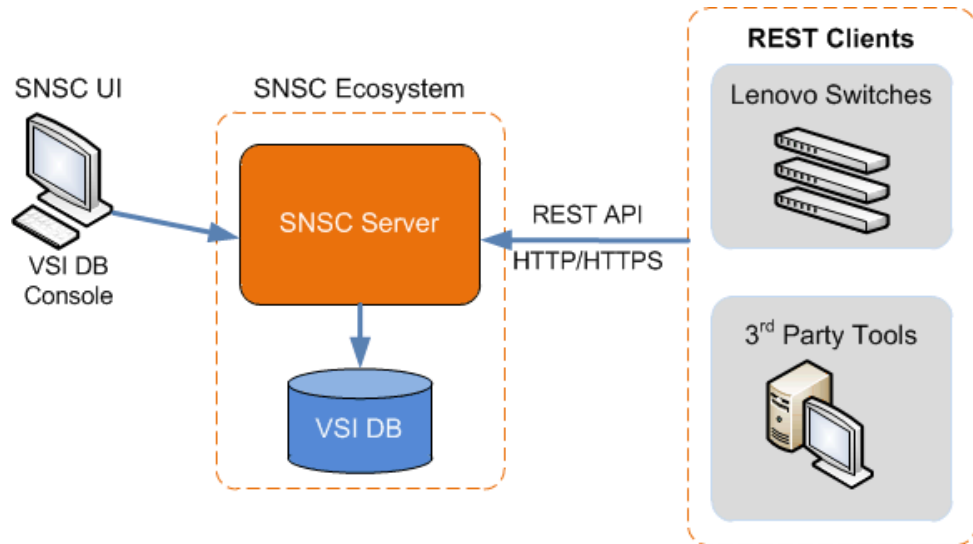 SNSC UI
VSI DB
Console
SNSC Ecosystem
SNSC Server
VSI DB
REST API
HTTP/HTTPS
REST Clients
Lenovo Switches
3rd Party Tools